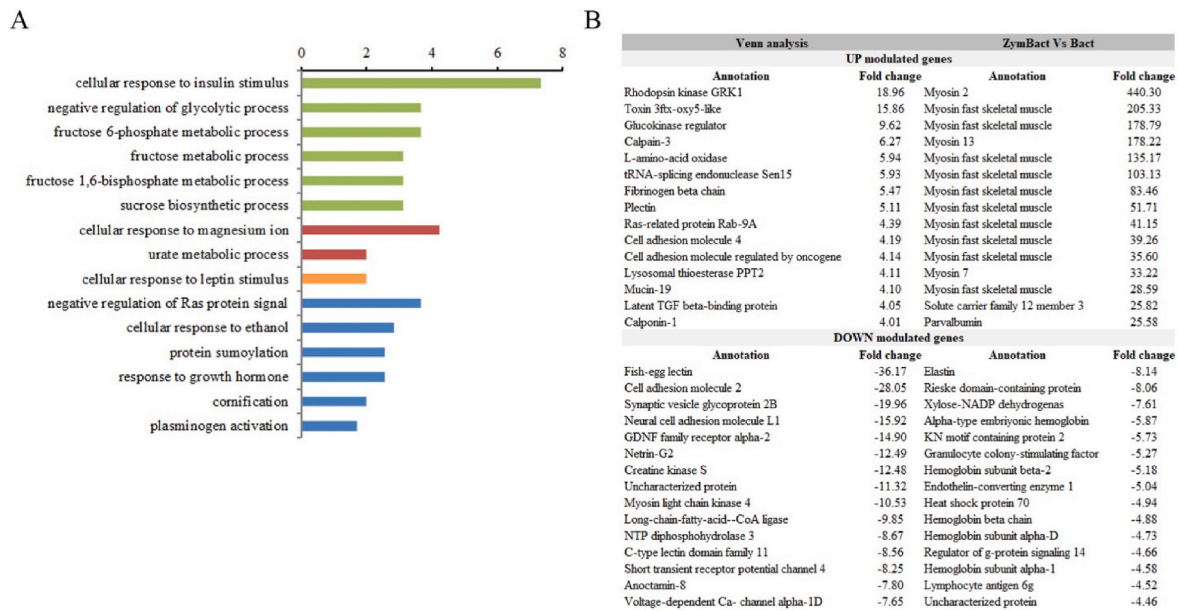 A
0 2 4 6 8
cellular response to insulin stimulus
negative regulation of glycolytic process
fructose 6-phosphate metabolic process
fructose metabolic process
fructose 1,6-bisphosphate metabolic process
sucrose biosynthetic process
cellular response to magnesium ion
urate metabolic process
cellular response to leptin stimulus
negative regulation of Ras protein signal
cellular response to ethanol
protein sumoylation
response to growth hormone
cornification
plasminogen activation
B
Venn analysis ZymBact Vs Bact
UP modulated genes
Annotation Fold change Annotation Fold change
Rhodopsin kinase GRK1 18.96 Myosin 2 440.30
Toxin 3ftx-oxy5-like 15.86 Myosin fast skeletal muscle 205.33
Glucokinase regulator 9.62 Myosin fast skeletal muscle 178.79
Calpain-3 6.27 Myosin 13 178.22
L-amino-acid oxidase 5.94 Myosin fast skeletal muscle 135.17
tRNA-splicing endonuclease Sen15 5.93 Myosin fast skeletal muscle 103.13
Fibrinogen beta chain 5.47 Myosin fast skeletal muscle 83.46
Plectin 5.11 Myosin fast skeletal muscle 51.71
Ras-related protein Rab-9A 4.39 Myosin fast skeletal muscle 41.15
Cell adhesion molecule 4 4.19 Myosin fast skeletal muscle 39.26
Cell adhesion molecule regulated by oncogene 4.14 Myosin fast skeletal muscle 35.60
Lysosomal thioesterase PPT2 4.11 Myosin 7 33.22
Mucin-19 4.10 Myosin fast skeletal muscle 28.59
Latent TGF beta-binding protein 4.05 Solute carrier family 12 member 3 25.82
Calponin-1 4.01 Parvalbumin 25.58
DOWN modulated genes
Annotation Fold change Annotation Fold change
Fish-egg lectin -36.17 Elastin -8.14
Cell adhesion molecule 2 -28.05 Rieske domain-containing protein -8.06
Synaptic vesicle glycoprotein 2B -19.96 Xylose-NADP dehydrogenas -7.61
Neural cell adhesion molecule L1 -15.92 Alpha-type embriyonic hemoglobin -5.87
GDNF family receptor alpha-2 -14.90 KN motif containing protein 2 -5.73
Netrin-G2 -12.49 Granulocyte colony-stimulating factor -5.27
Creatine kinase S -12.48 Hemoglobin subunit beta-2 -5.18
Uncharacterized protein -11.32 Endothelin-converting enzyme 1 -5.04
Myosin light chain kinase 4 -10.53 Heat shock protein 70 -4.94
Long-chain-fatty-acid--CoA ligase -9.85 Hemoglobin beta chain -4.88
NTP diphosphohydrolase 3 -8.67 Hemoglobin subunit alpha-D -4.73
C-type lectin domain family 11 -8.56 Regulator of g-protein signaling 14 -4.66
Short transient receptor potential channel 4 -8.25 Hemoglobin subunit alpha-1 -4.58
Anoctamin-8 -7.80 Lymphocyte antigen 6g -4.52
Voltage-dependent Ca- channel alpha-1D -7.65 Uncharacterized protein -4.46